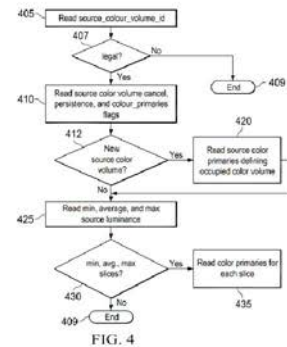 405
Read source_colour_volume_id
407
legal?
No
Yes
End
409
410
Read source color volume cancel,
persistence, and colour_primaries
flags
412
New
source color
volume?
Yes
420
Read source color
primaries defining
occupied color volume
No
425
Read min, average, and max
source luminance
min, avg., max
slices?
Yes
430
Read color primaries for
each slice
435
No
409
End
FIG. 4